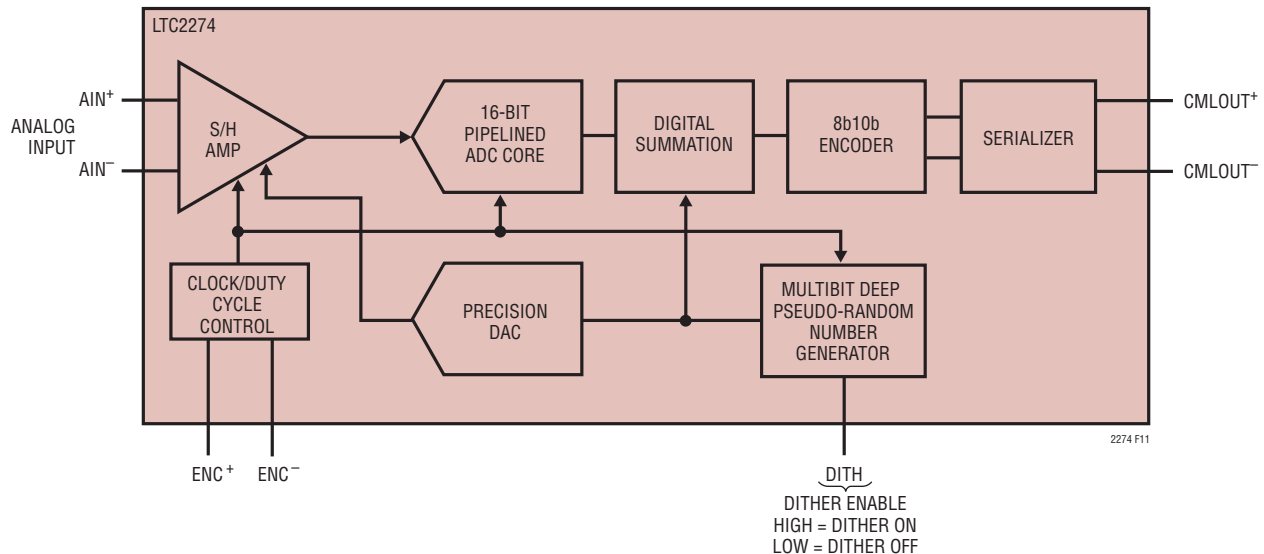 LTC2274
AIN+
ANALOG
INPUT
AIN–
S/H
AMP
16-BIT
PIPELINED
ADC CORE
DIGITAL
SUMMATION
8b10b
ENCODER
SERIALIZER
CMLOUT+
CMLOUT–
CLOCK/DUTY
CYCLE
CONTROL
PRECISION
DAC
MULTIBIT DEEP
PSEUDO-RANDOM
NUMBER
GENERATOR
2274 F11
ENC+
ENC–
DITH
DITHER ENABLE
HIGH = DITHER ON
LOW = DITHER OFF